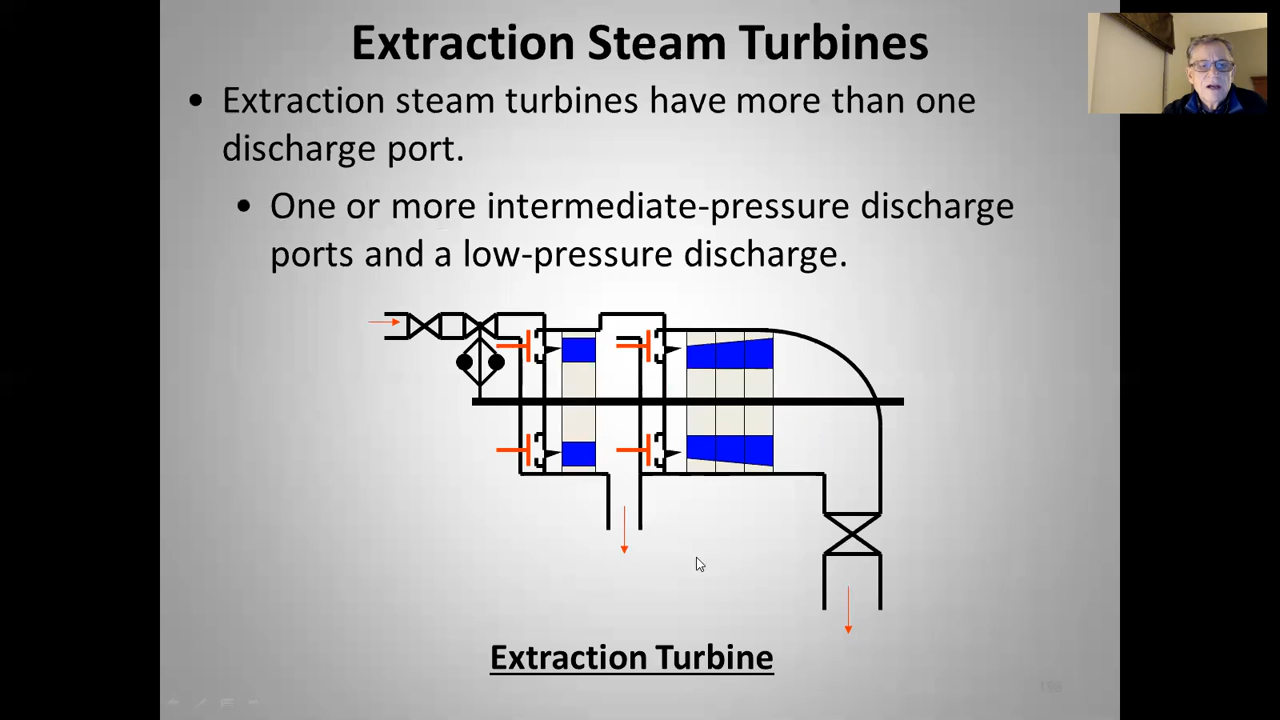 Extraction Steam Turbines
• Extraction steam turbines have more than one
discharge port.
• One or more intermediate-pressure discharge
ports and a low-pressure discharge.
Extraction Turbine